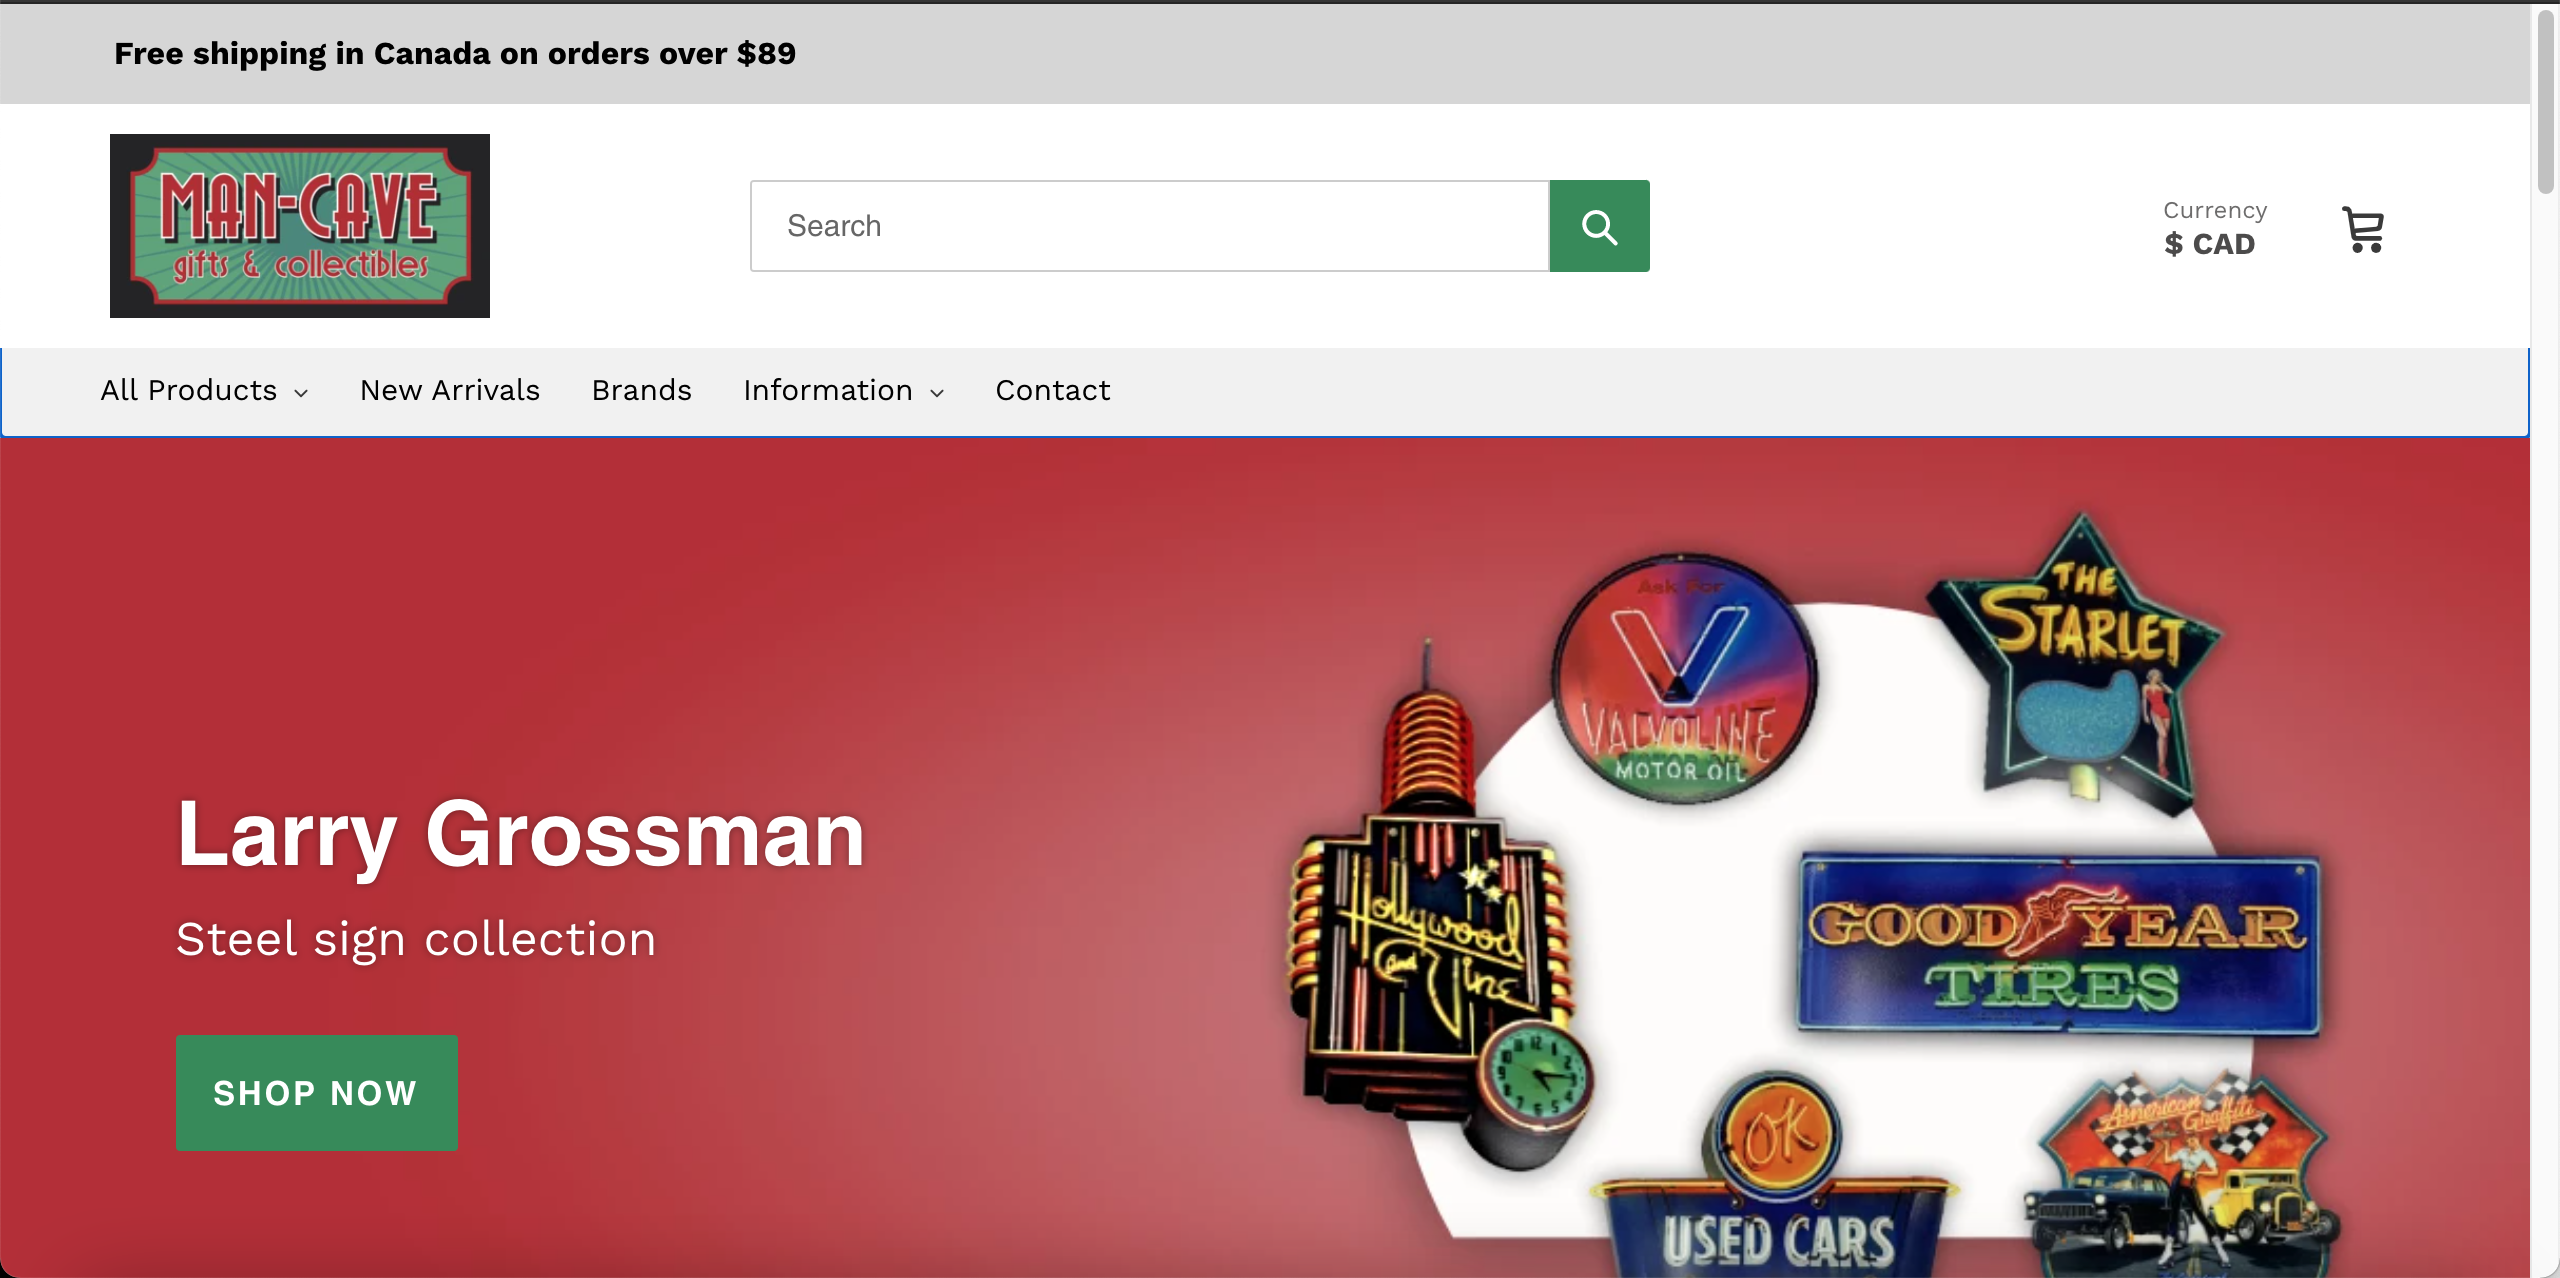 Free shipping in Canada on orders over $89
MAN-CAVE
gifts & collectibles
Search
Currency
$ CAD
All Products
New Arrivals
Brands
Information
Contact
Larry Grossman
Steel sign collection
SHOP NOW
Ask For
V
VALVOLINE
MOTOR OIL
THE
STARLET
Hollywood
and
Vine
GOOD YEAR
TIRES
OK
USED CARS
American Graffiti